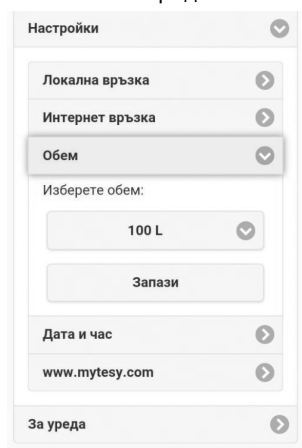 Настройки
Локална връзка
Интернет връзка
Обем
Изберете обем:
100 L
Запази
Дата и час
www.mytesy.com
За уреда